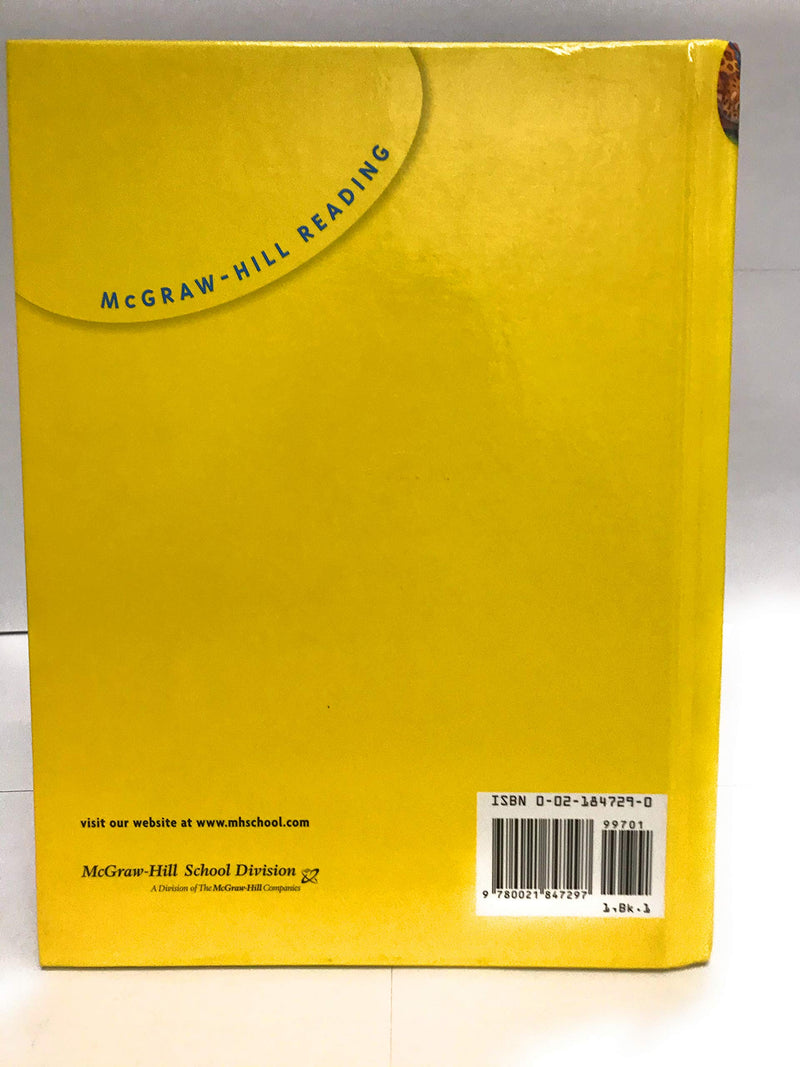 McGRAW-HILL READING
visit our website at www.mhschool.com
McGraw-Hill School Division
A Division of The McGraw-Hill Companies
ISBN 0-02-184729-0
99701
9 780021 847297
1.Bk.1